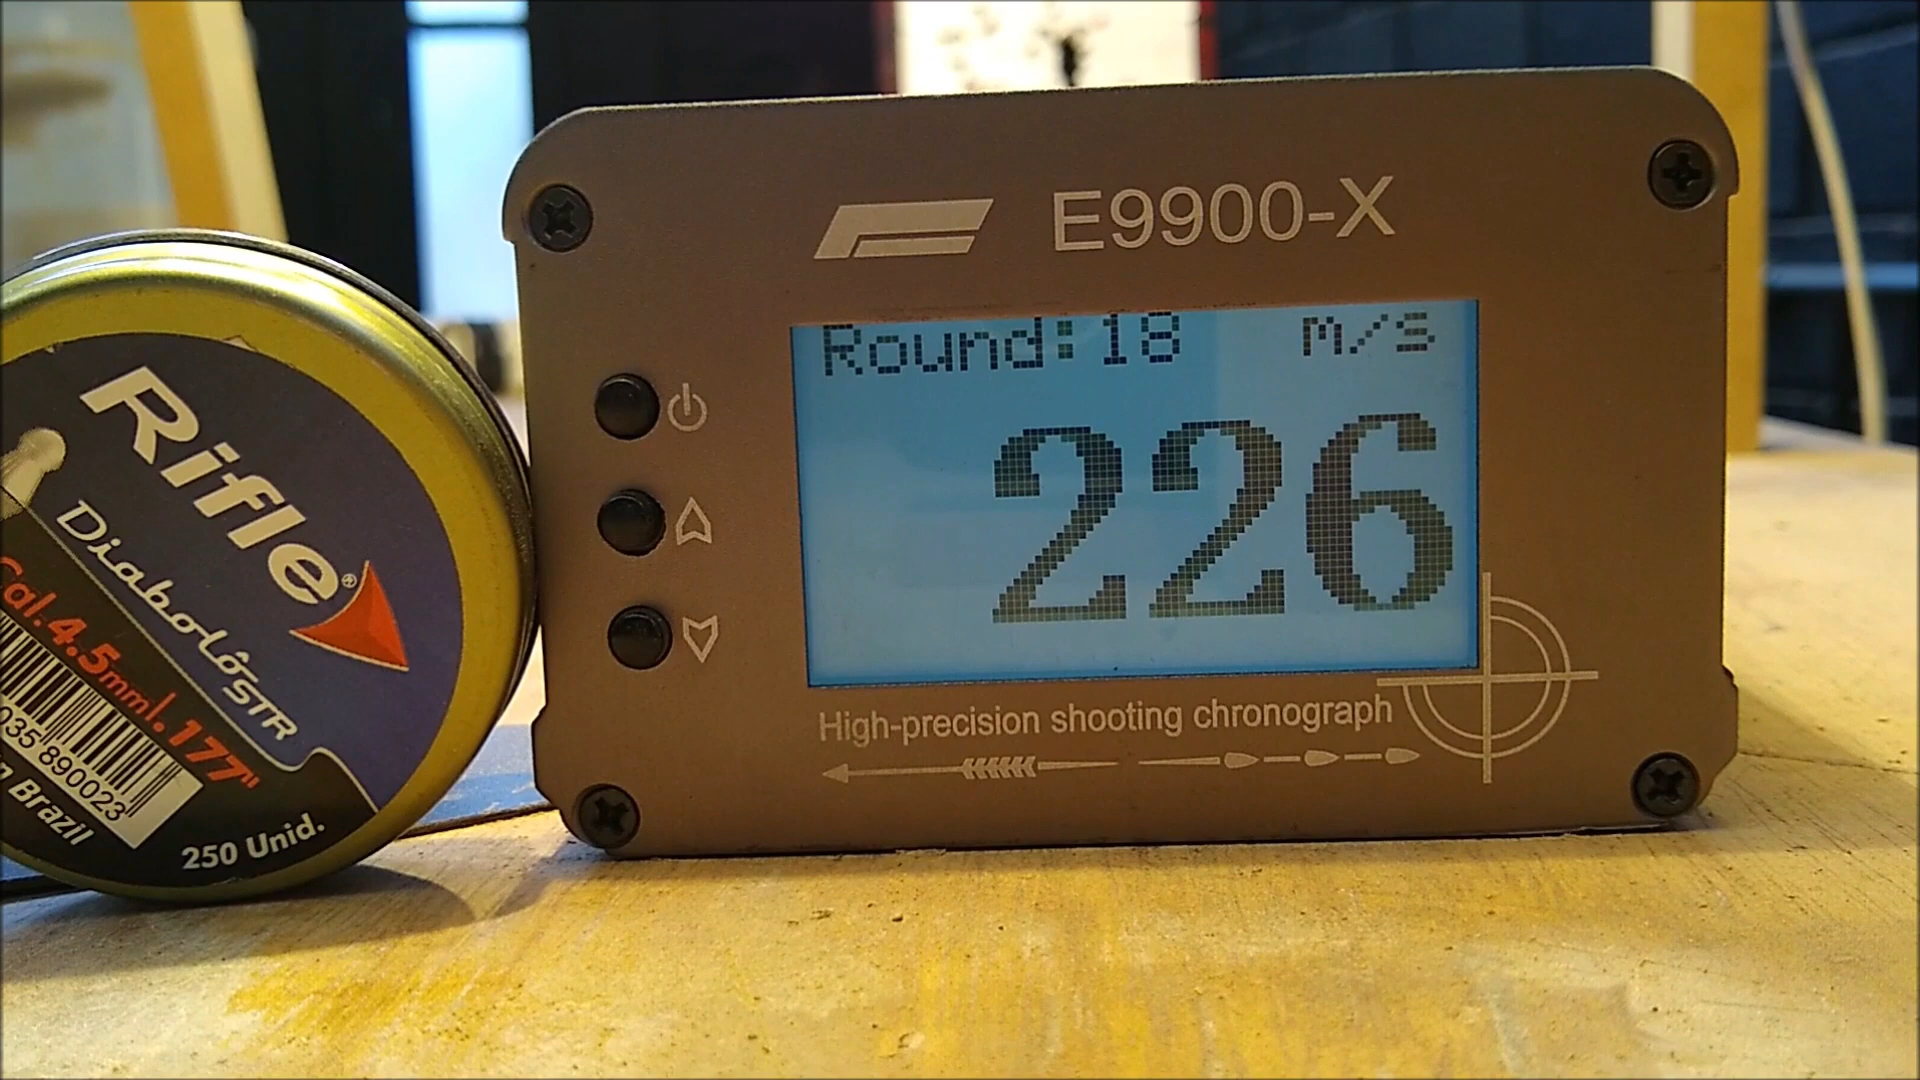 E9900-X
Round:18 m/s
226
High-precision shooting chronograph
Rifle®
Diabolô STR
Cal.4.5mm/.177"
035 890023
Brazil
250 Unid.